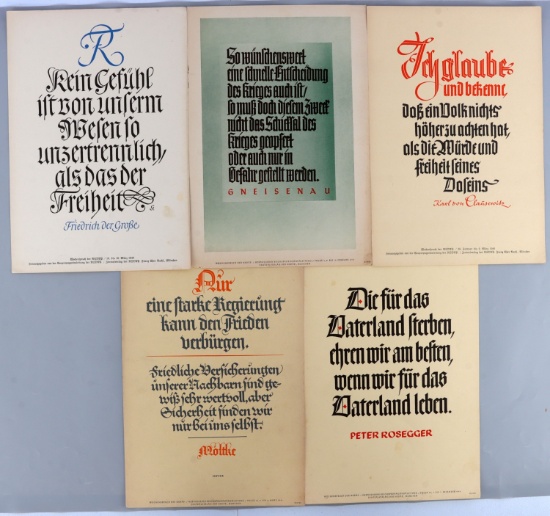 Kein Gefühl
ist von unserm
Wesen so
unzertrennlich,
als das der
Freiheit
Friedrich der Große
So wünschenswert
eine schnelle Entscheidung
des Krieges auch ist/
so muß doch diesem Zweck
nicht das Schicksal des
Krieges geopfert
oder auch nur in
Gefahr gestellt werden.
GNEISENAU
Ich glaube
und bekenne,
daß ein Volk nichts
höher zu achten hat,
als die Würde und
Freiheit seines
Daseins
Karl von Clausewitz
Nur
eine starke Regierung
kann den Frieden
verbürgen.
Friedliche Versicherungen
unserer Nachbarn sind ge-
wiß sehr wertvoll, aber
Sicherheit finden wir
nur bei uns selbst.
Moltke
Die für das
Vaterland sterben,
ehren wir am besten,
wenn wir für das
Vaterland leben.
PETER ROSEGGER